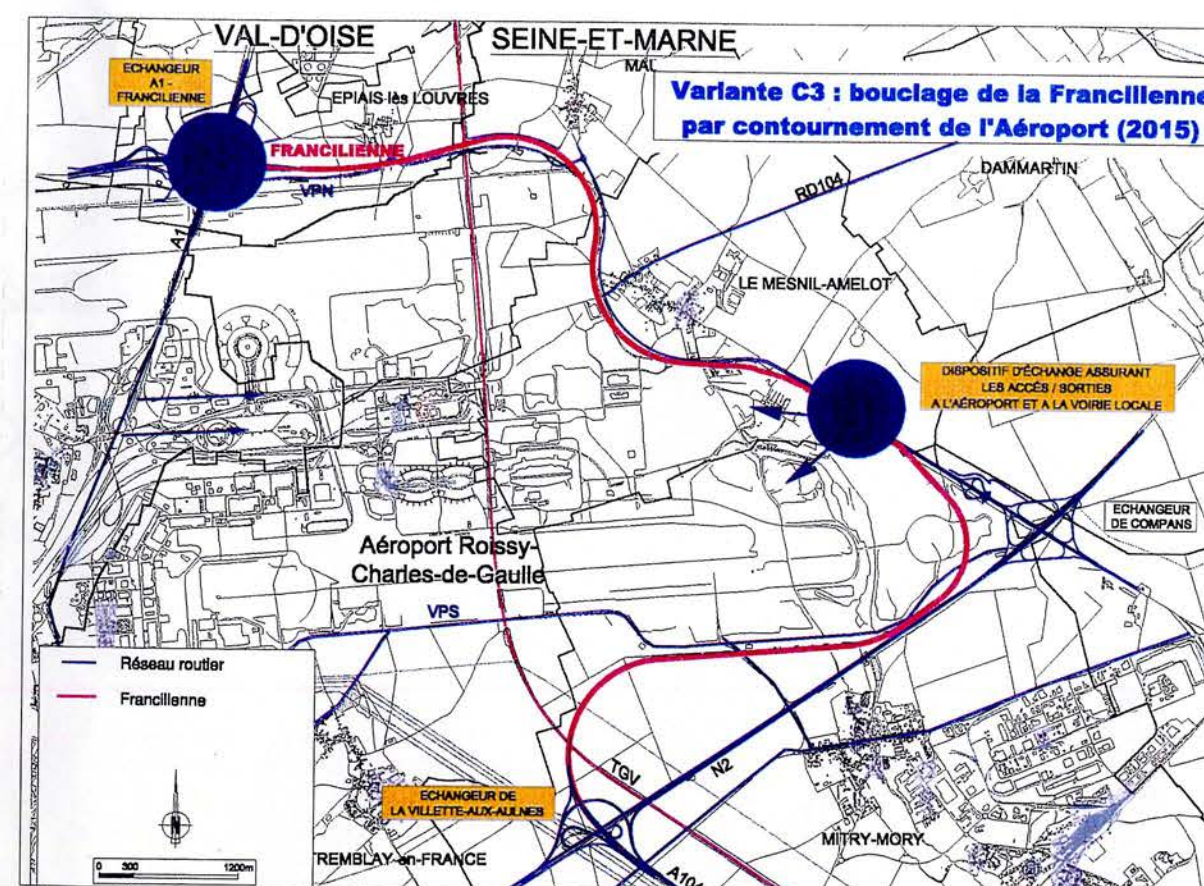 VAL-D'OISE
SEINE-ET-MARNE
ECHANGEUR
A1 -
FRANCILIENNE
EPIAIS-lès LOUVRES
Variante C3 : bouclage de la Francilienne
par contournement de l'Aéroport (2015)
FRANCILIENNE
VPN
A1
RD104
DAMMARTIN
LE MESNIL-AMELOT
DISPOSITIF D'ÉCHANGE ASSURANT
LES ACCÈS / SORTIES
A L'AÉROPORT ET A LA VOIRIE LOCALE
ECHANGEUR
DE COMPANS
Aéroport Roissy-
Charles-de-Gaulle
VPS
Réseau routier
Francilienne
N
0 300 1200m
TGV
N2
ECHANGEUR DE
LA VILLETTE-AUX-AULNES
TREMBLAY-en-FRANCE
MITRY-MORY
A104